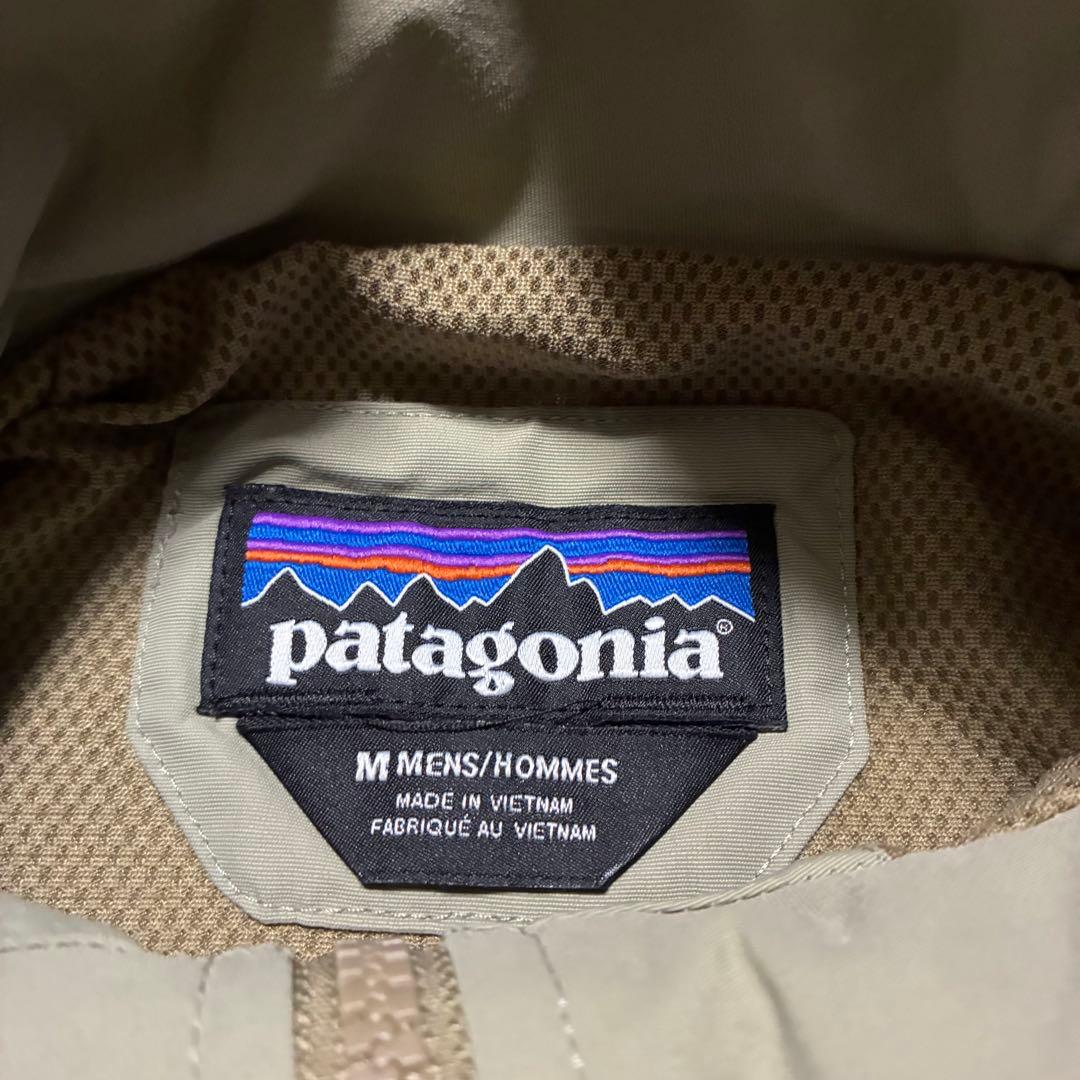 patagonia®
M MENS/HOMMES
MADE IN VIETNAM
FABRIQUÉ AU VIETNAM